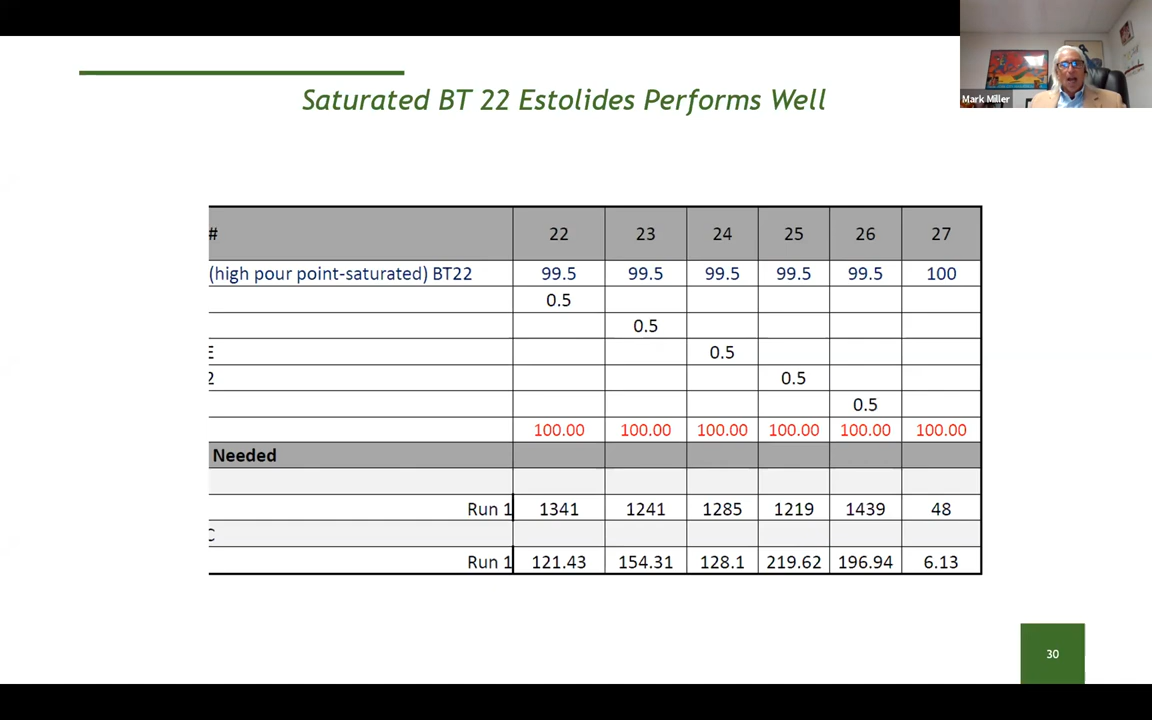 Mark Miller
Saturated BT 22 Estolides Performs Well
# 22 23 24 25 26 27
(high pour point-saturated) BT22 99.5 99.5 99.5 99.5 99.5 100
0.5
0.5
E 0.5
2 0.5
0.5
100.00 100.00 100.00 100.00 100.00 100.00
Needed
Run 1 1341 1241 1285 1219 1439 48
C
Run 1 121.43 154.31 128.1 219.62 196.94 6.13
30